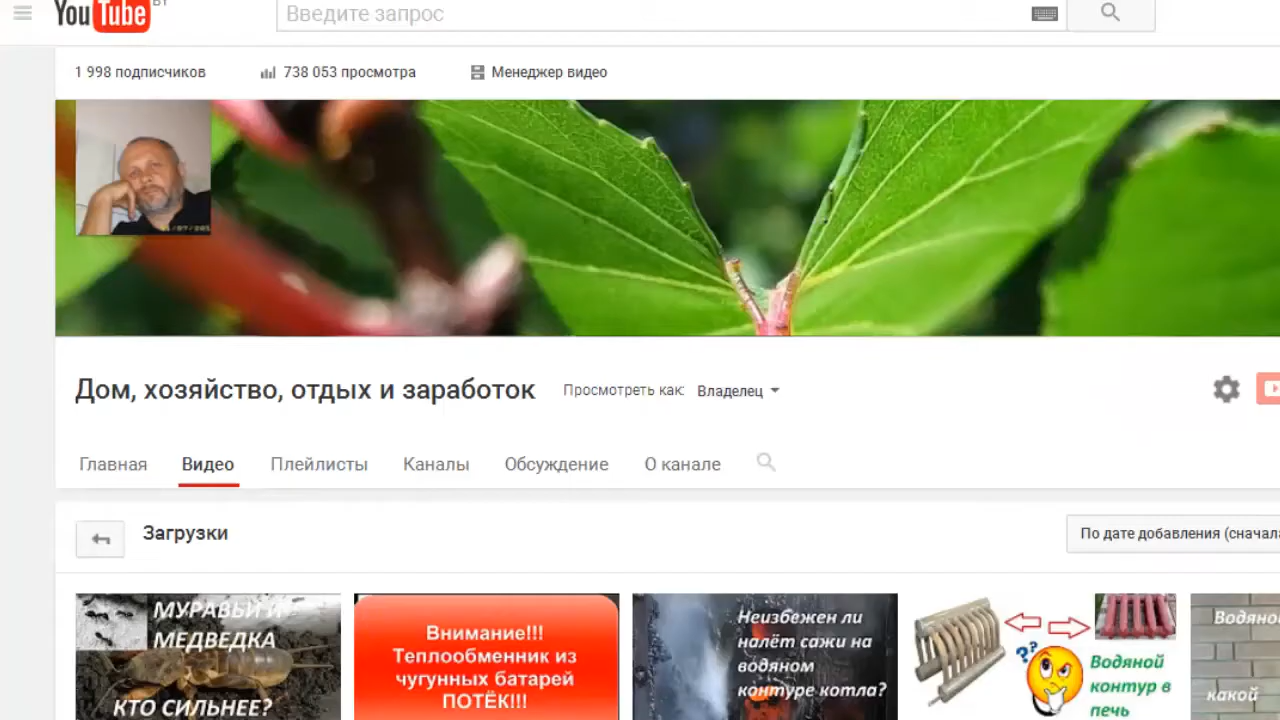 YouTube BY
Введите запрос
1 998 подписчиков 738 053 просмотра Менеджер видео
Дом, хозяйство, отдых и заработок Просмотреть как: Владелец
Главная Видео Плейлисты Каналы Обсуждение О канале
Загрузки
По дате добавления (сначала
МУРАВЬИ И
МЕДВЕДКА
КТО СИЛЬНЕЕ?
Внимание!!!
Теплообменник из
чугунных батарей
ПОТЁК!!!
Неизбежен ли
налёт сажи на
водяном
контуре котла?
??
Водяной
контур в
печь
какой